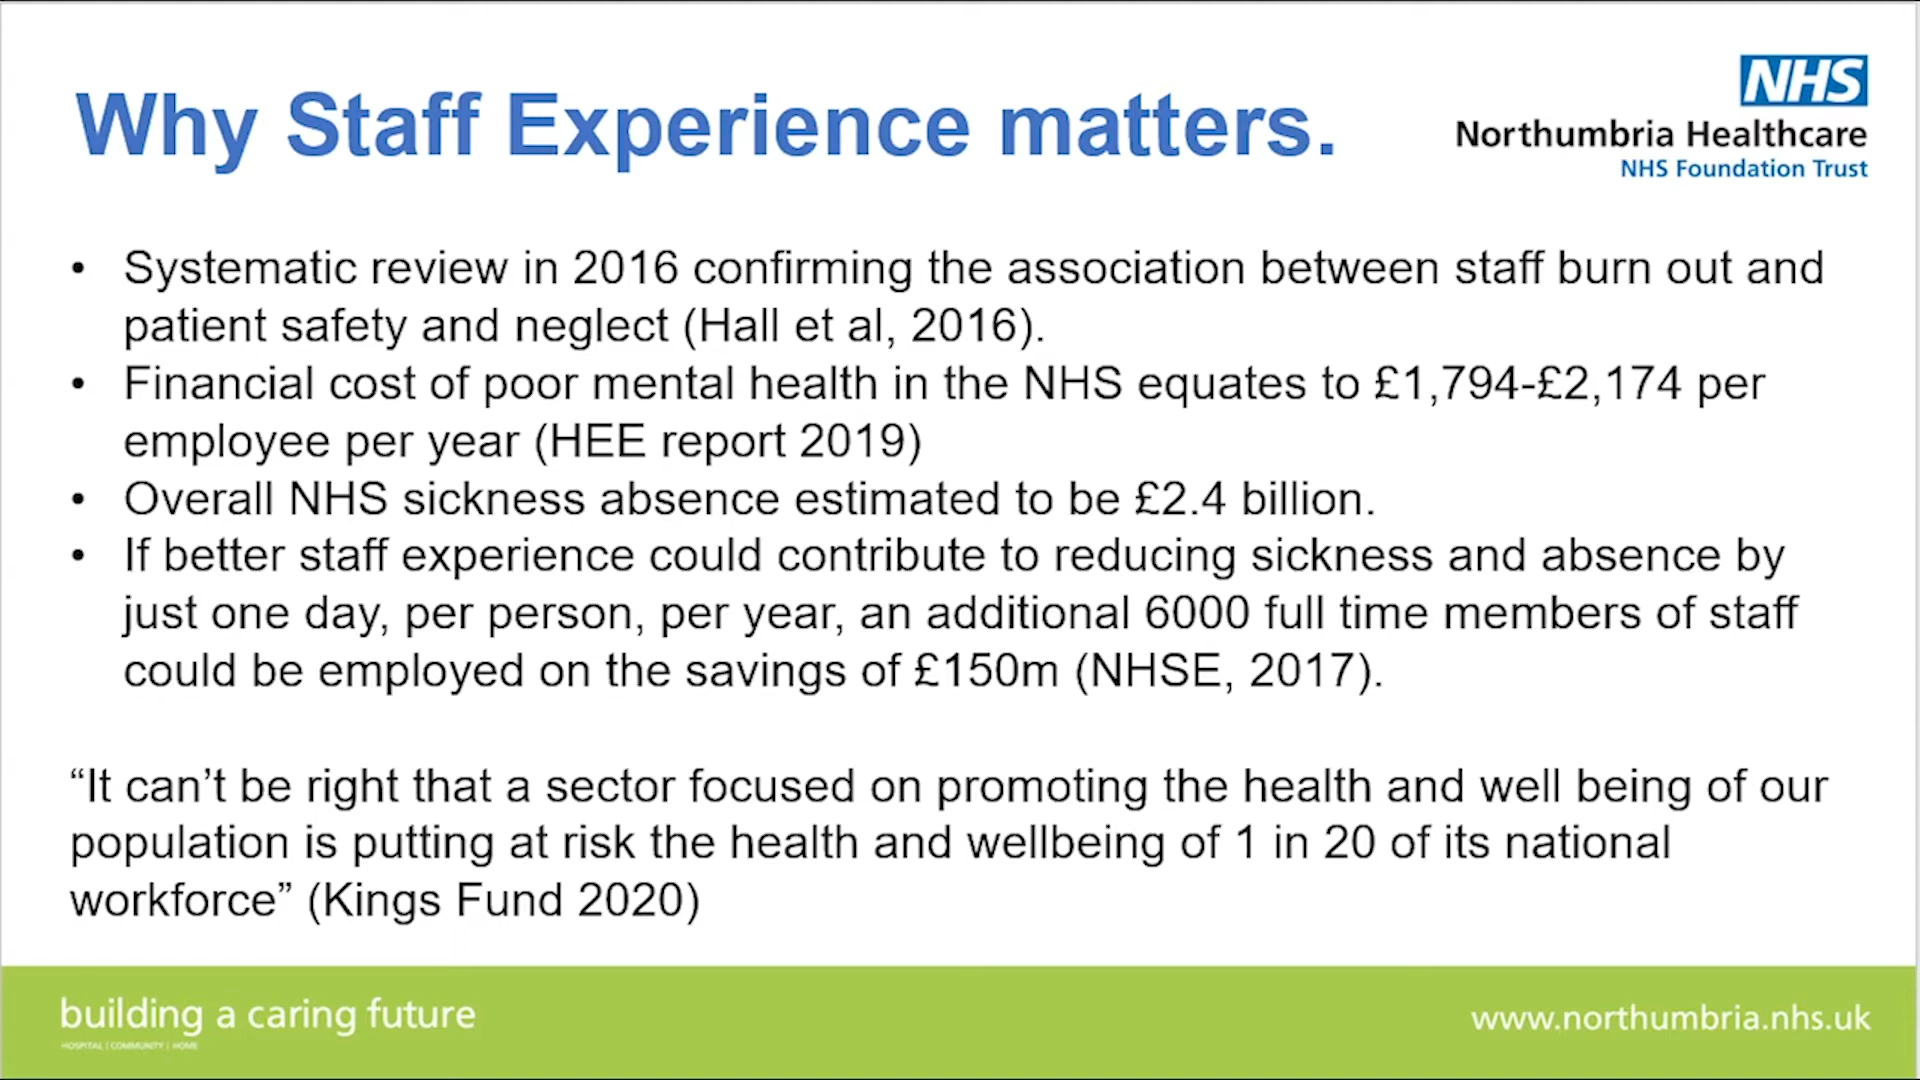 Why Staff Experience matters.
NHS
Northumbria Healthcare
NHS Foundation Trust
• Systematic review in 2016 confirming the association between staff burn out and
patient safety and neglect (Hall et al, 2016).
• Financial cost of poor mental health in the NHS equates to £1,794-£2,174 per
employee per year (HEE report 2019)
• Overall NHS sickness absence estimated to be £2.4 billion.
• If better staff experience could contribute to reducing sickness and absence by
just one day, per person, per year, an additional 6000 full time members of staff
could be employed on the savings of £150m (NHSE, 2017).
“It can’t be right that a sector focused on promoting the health and well being of our
population is putting at risk the health and wellbeing of 1 in 20 of its national
workforce” (Kings Fund 2020)
building a caring future
HOSPITAL | COMMUNITY | HOME
www.northumbria.nhs.uk